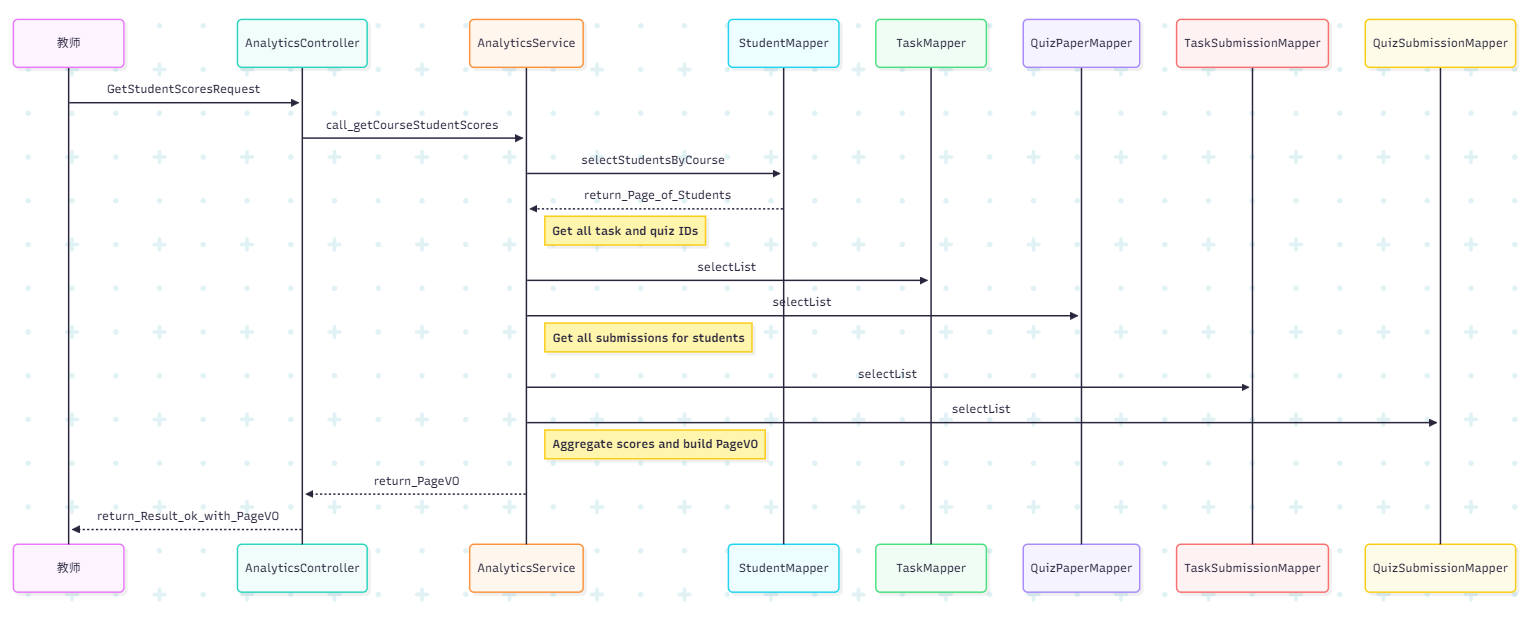 教师
AnalyticsController
AnalyticsService
StudentMapper
TaskMapper
QuizPaperMapper
TaskSubmissionMapper
QuizSubmissionMapper
GetStudentScoresRequest
call_getCourseStudentScores
selectStudentsByCourse
return_Page_of_Students
Get all task and quiz IDs
selectList
selectList
Get all submissions for students
selectList
selectList
Aggregate scores and build PageVO
return_PageVO
return_Result_ok_with_PageVO
教师
AnalyticsController
AnalyticsService
StudentMapper
TaskMapper
QuizPaperMapper
TaskSubmissionMapper
QuizSubmissionMapper